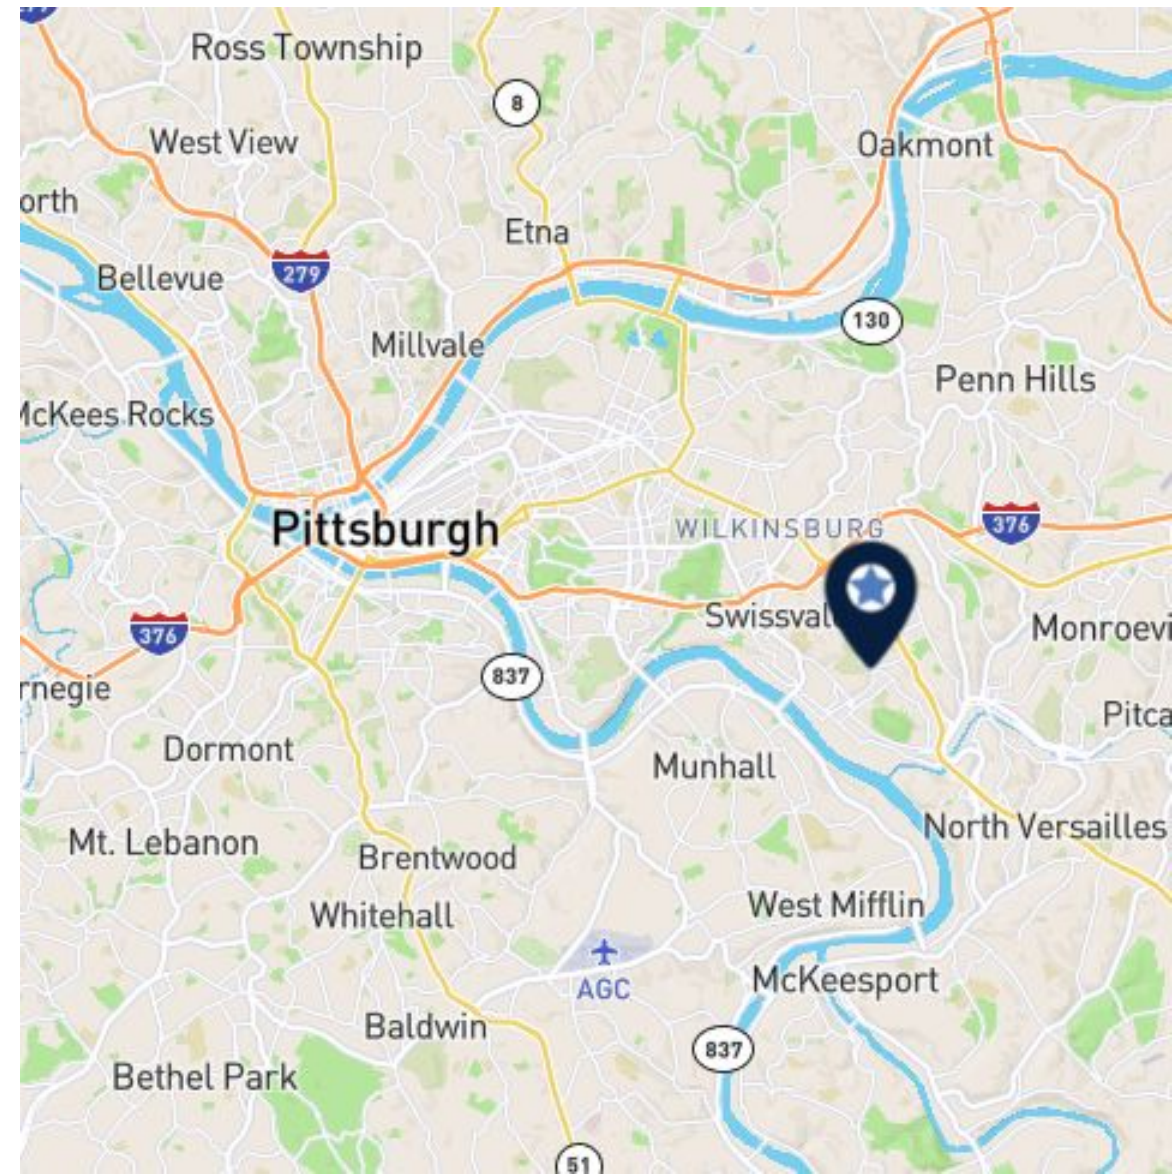 Ross Township
8
West View
Oakmont
orth
Etna
Bellevue
279
130
Millvale
Penn Hills
McKees Rocks
Pittsburgh
WILKINSBURG
376
Swissval
376
Monroevi
837
rnegie
Pitca
Dormont
Munhall
North Versailles
Mt. Lebanon
Brentwood
West Mifflin
Whitehall
McKeesport
AGC
Baldwin
837
Bethel Park
51